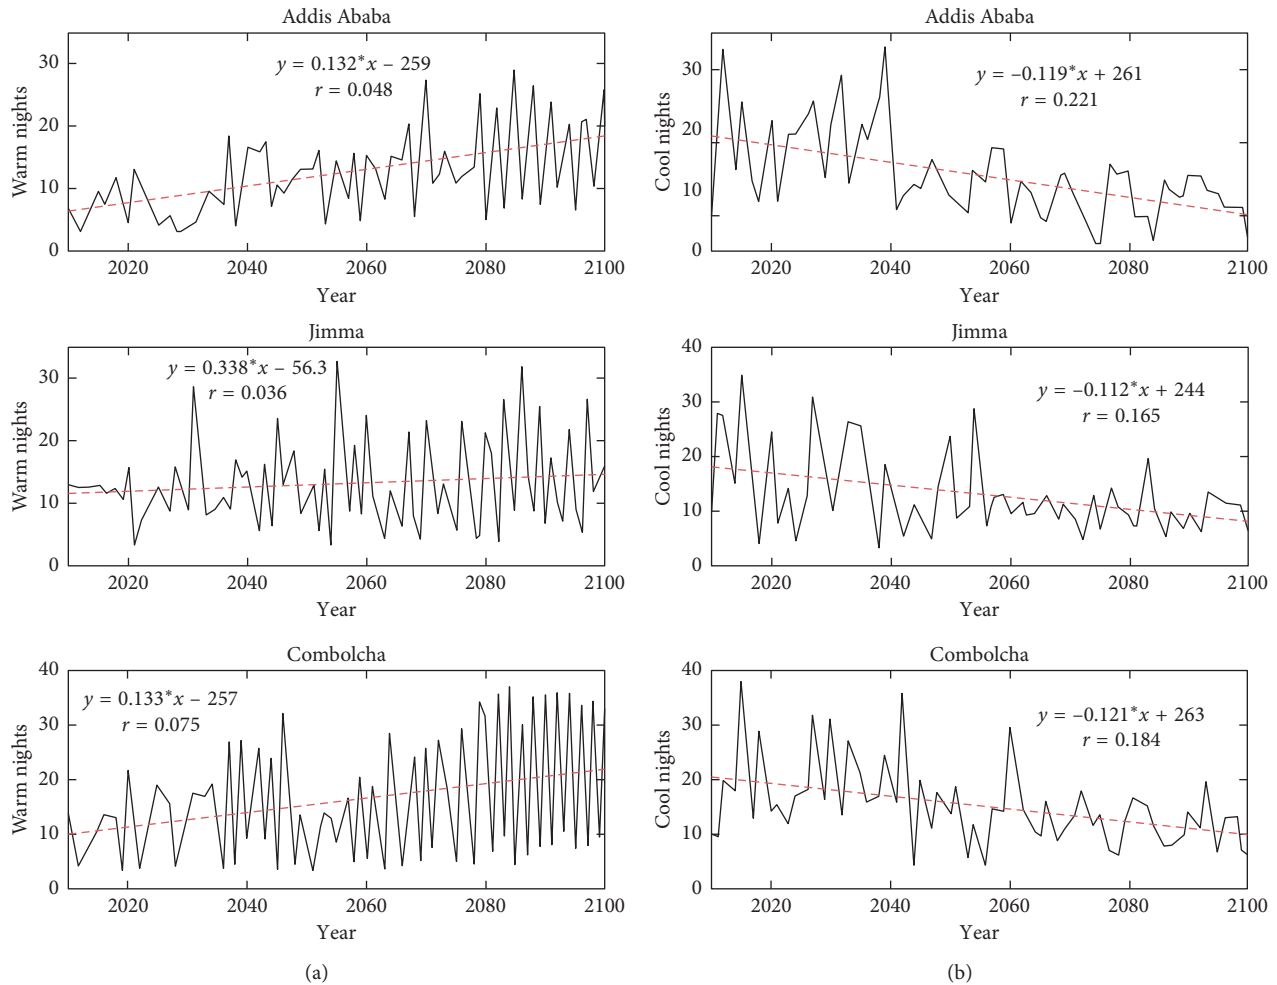 Addis Ababa
y = 0.132*x – 259
r = 0.048
Warm nights
30
20
10
0
2020 2040 2060 2080 2100
Year
Jimma
y = 0.338*x – 56.3
r = 0.036
Warm nights
30
20
10
0
2020 2040 2060 2080 2100
Year
Combolcha
y = 0.133*x – 257
r = 0.075
Warm nights
40
30
20
10
0
2020 2040 2060 2080 2100
Year
(a)
Addis Ababa
y = –0.119*x + 261
r = 0.221
Cool nights
30
20
10
0
2020 2040 2060 2080 2100
Year
Jimma
y = –0.112*x + 244
r = 0.165
Cool nights
40
30
20
10
0
2020 2040 2060 2080 2100
Year
Combolcha
y = –0.121*x + 263
r = 0.184
Cool nights
40
30
20
10
0
2020 2040 2060 2080 2100
Year
(b)